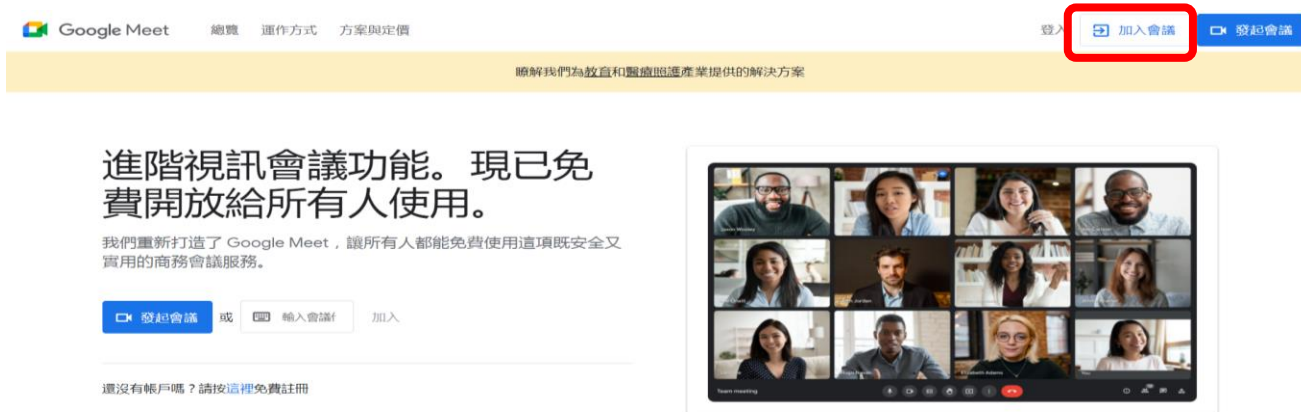 Google Meet 總覽 運作方式 方案與定價 登入 加入會議 發起會議
瞭解我們為教育和醫療照護產業提供的解決方案
進階視訊會議功能。現已免
費開放給所有人使用。
我們重新打造了 Google Meet，讓所有人都能免費使用這項既安全又
實用的商務會議服務。
發起會議 或 輸入會議 加入
還沒有帳戶嗎？請按這裡免費註冊
Team meeting